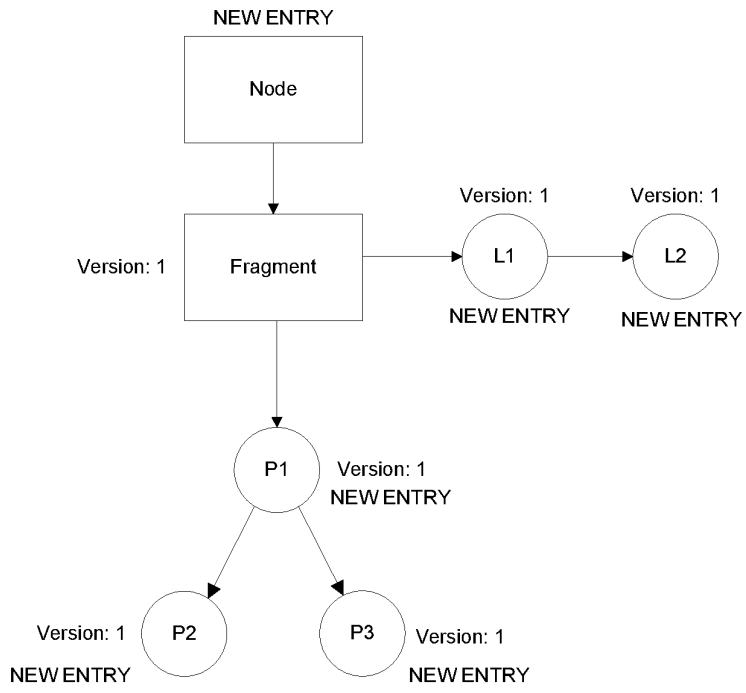 NEW ENTRY
Node
Version: 1
Version: 1
Version: 1
Fragment
L1
L2
NEW ENTRY
NEW ENTRY
P1
Version: 1
NEW ENTRY
Version: 1
P2
P3
Version: 1
NEW ENTRY
NEW ENTRY